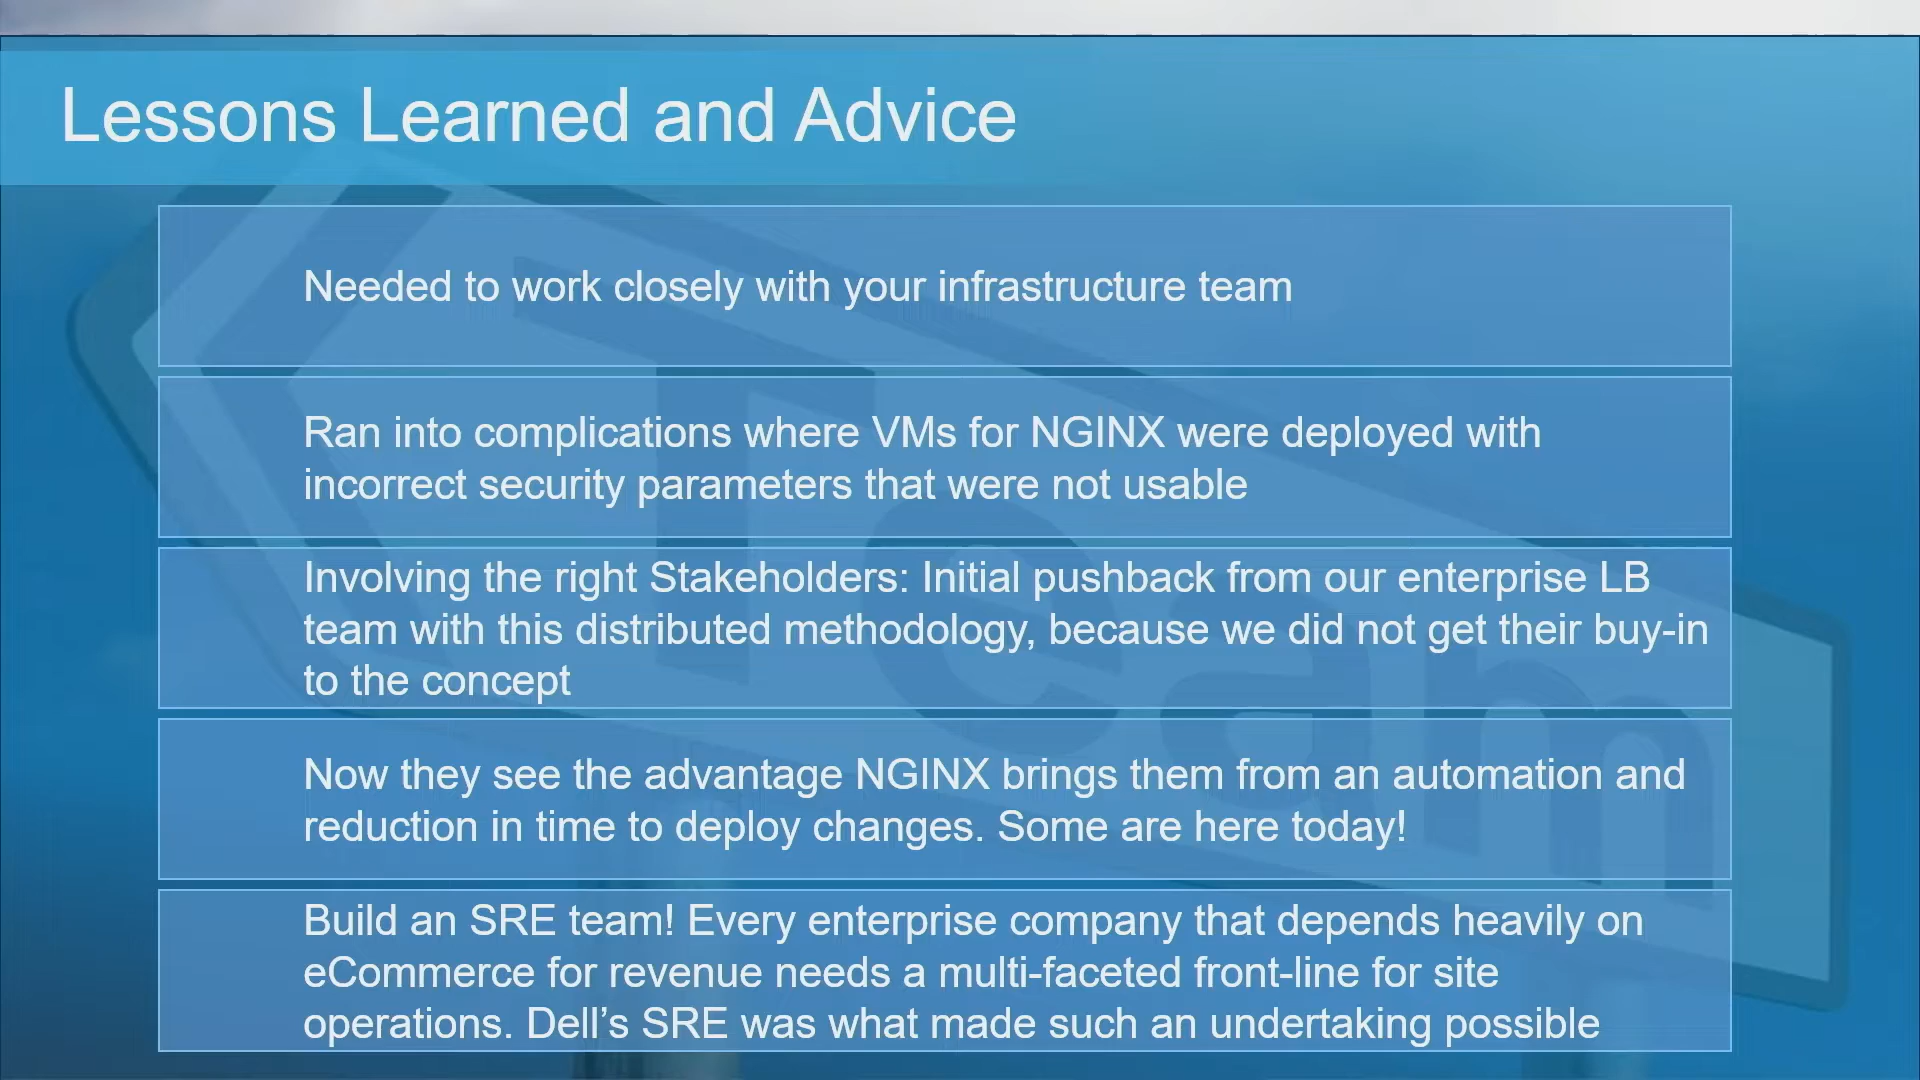 Lessons Learned and Advice
Needed to work closely with your infrastructure team
Ran into complications where VMs for NGINX were deployed with
incorrect security parameters that were not usable
Involving the right Stakeholders: Initial pushback from our enterprise LB
team with this distributed methodology, because we did not get their buy-in
to the concept
Now they see the advantage NGINX brings them from an automation and
reduction in time to deploy changes. Some are here today!
Build an SRE team! Every enterprise company that depends heavily on
eCommerce for revenue needs a multi-faceted front-line for site
operations. Dell’s SRE was what made such an undertaking possible
Team